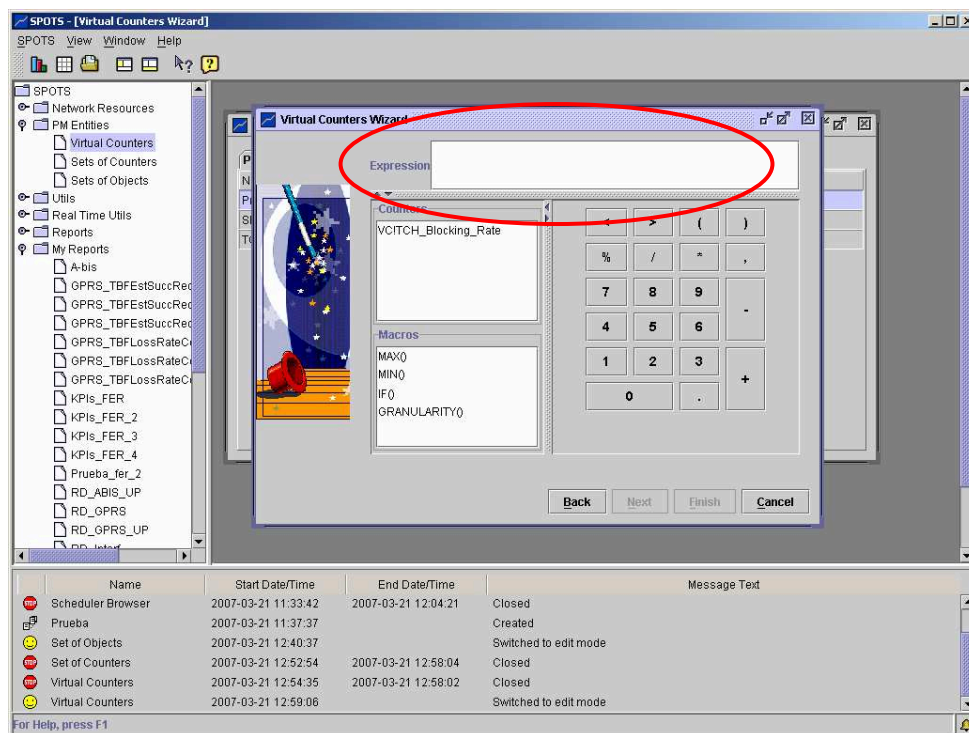 SPOTS - [Virtual Counters Wizard]
SPOTS View Window Help
SPOTS
Network Resources
PM Entities
Virtual Counters
Sets of Counters
Sets of Objects
Utils
Real Time Utils
Reports
My Reports
A-bis
GPRS_TBFEstSuccRec
GPRS_TBFEstSuccRec
GPRS_TBFEstSuccRec
GPRS_TBFLossRateC
GPRS_TBFLossRateC
GPRS_TBFLossRateC
KPIs_FER
KPIs_FER_2
KPIs_FER_3
KPIs_FER_4
Prueba_fer_2
RD_ABIS_UP
RD_GPRS
RD_GPRS_UP
Virtual Counters Wizard
Expression
Counters
VC!TCH_Blocking_Rate
Macros
MAX()
MIN()
IF()
GRANULARITY()
< > ( )
% / * ,
7 8 9 -
4 5 6
1 2 3 +
0 .
Back Next Finish Cancel
Name Start Date/Time End Date/Time Message Text
Scheduler Browser 2007-03-21 11:33:42 2007-03-21 12:04:21 Closed
Prueba 2007-03-21 11:37:37 Created
Set of Objects 2007-03-21 12:40:37 Switched to edit mode
Set of Counters 2007-03-21 12:52:54 2007-03-21 12:58:04 Closed
Virtual Counters 2007-03-21 12:54:35 2007-03-21 12:58:02 Closed
Virtual Counters 2007-03-21 12:59:06 Switched to edit mode
For Help, press F1